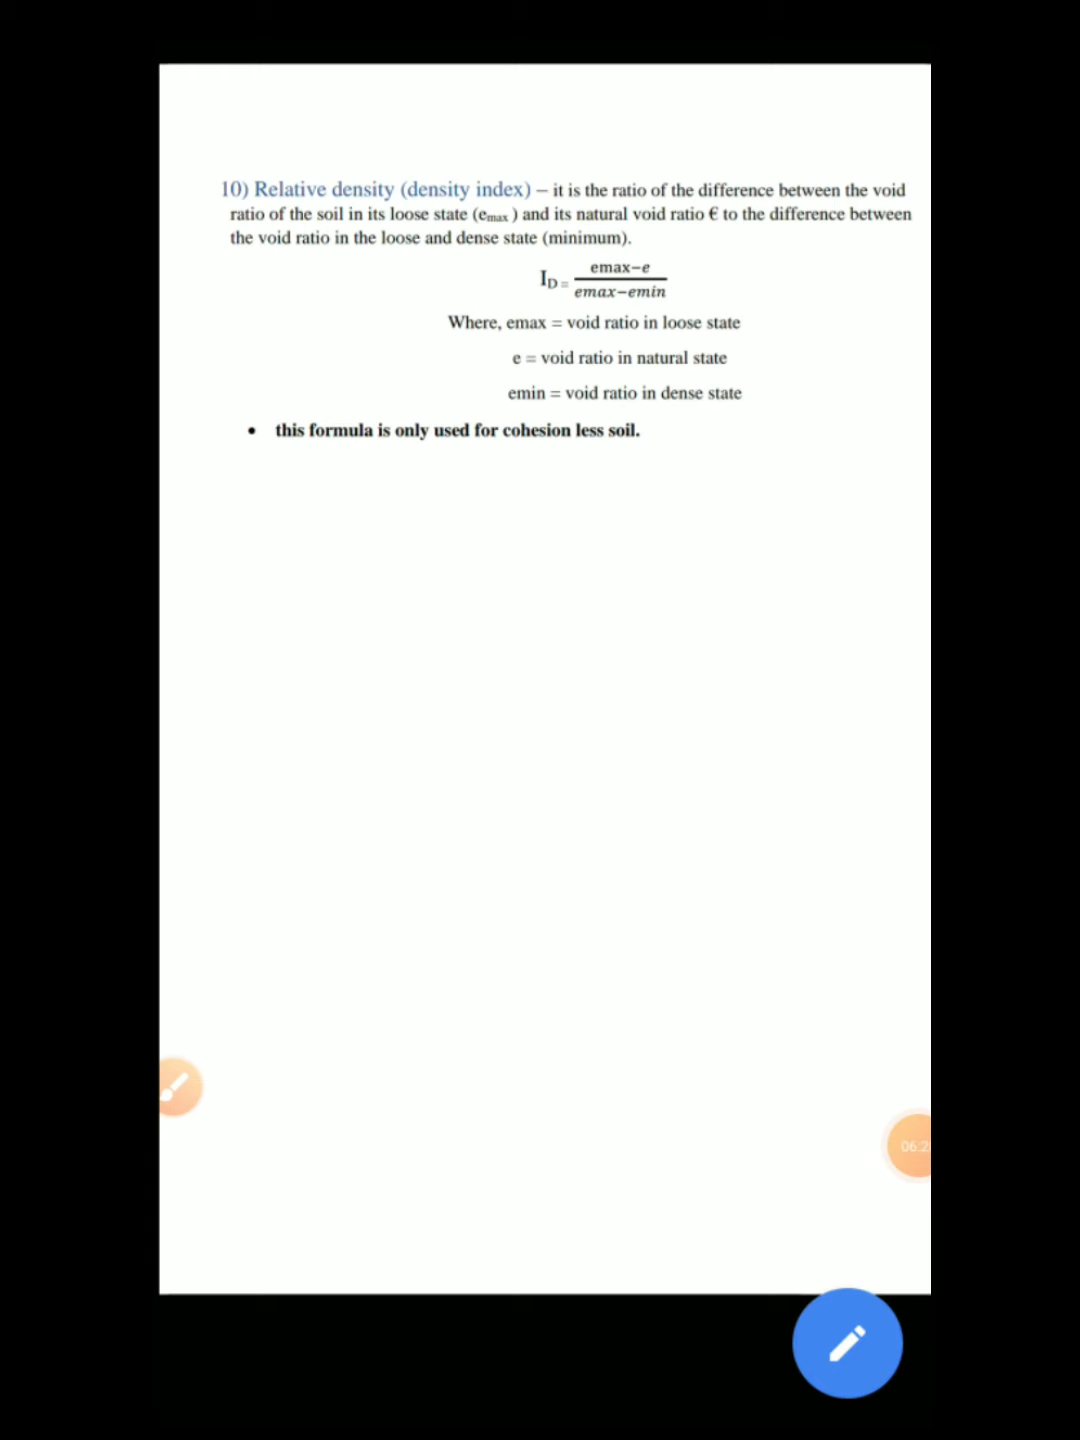 10) Relative density (density index) – it is the ratio of the difference between the void
ratio of the soil in its loose state (emax ) and its natural void ratio € to the difference between
the void ratio in the loose and dense state (minimum).
ID = emax−e / emax−emin
Where, emax = void ratio in loose state
e = void ratio in natural state
emin = void ratio in dense state
• this formula is only used for cohesion less soil.
06:2